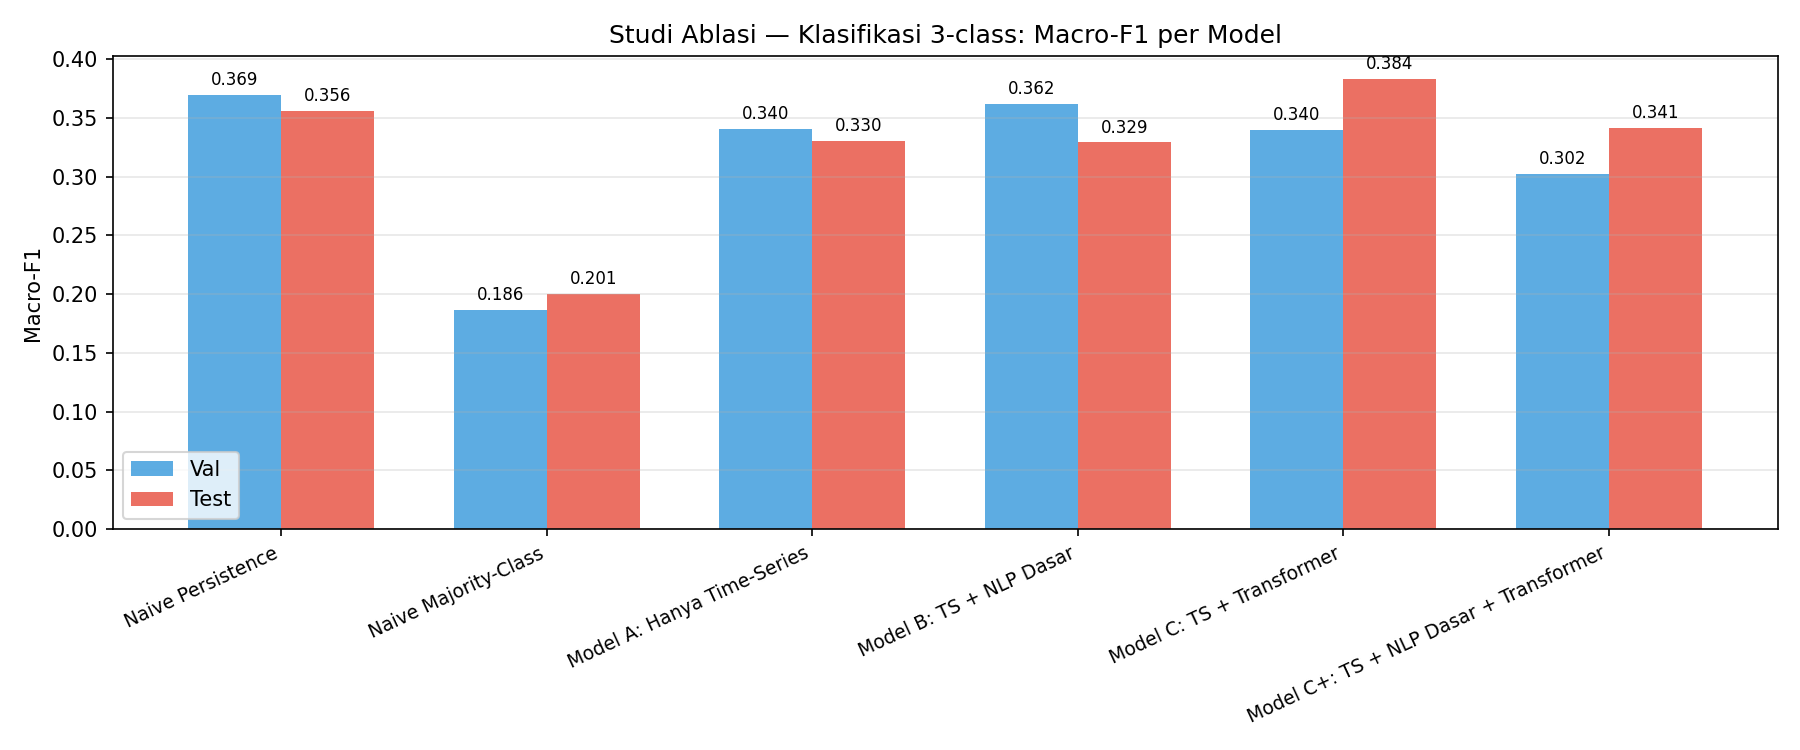 Studi Ablasi — Klasifikasi 3-class: Macro-F1 per Model
Macro-F1
0.40
0.35
0.30
0.25
0.20
0.15
0.10
0.05
0.00
0.369
0.356
0.186
0.201
0.340
0.330
0.362
0.329
0.340
0.384
0.302
0.341
Val
Test
Naive Persistence
Naive Majority-Class
Model A: Hanya Time-Series
Model B: TS + NLP Dasar
Model C: TS + Transformer
Model C+: TS + NLP Dasar + Transformer